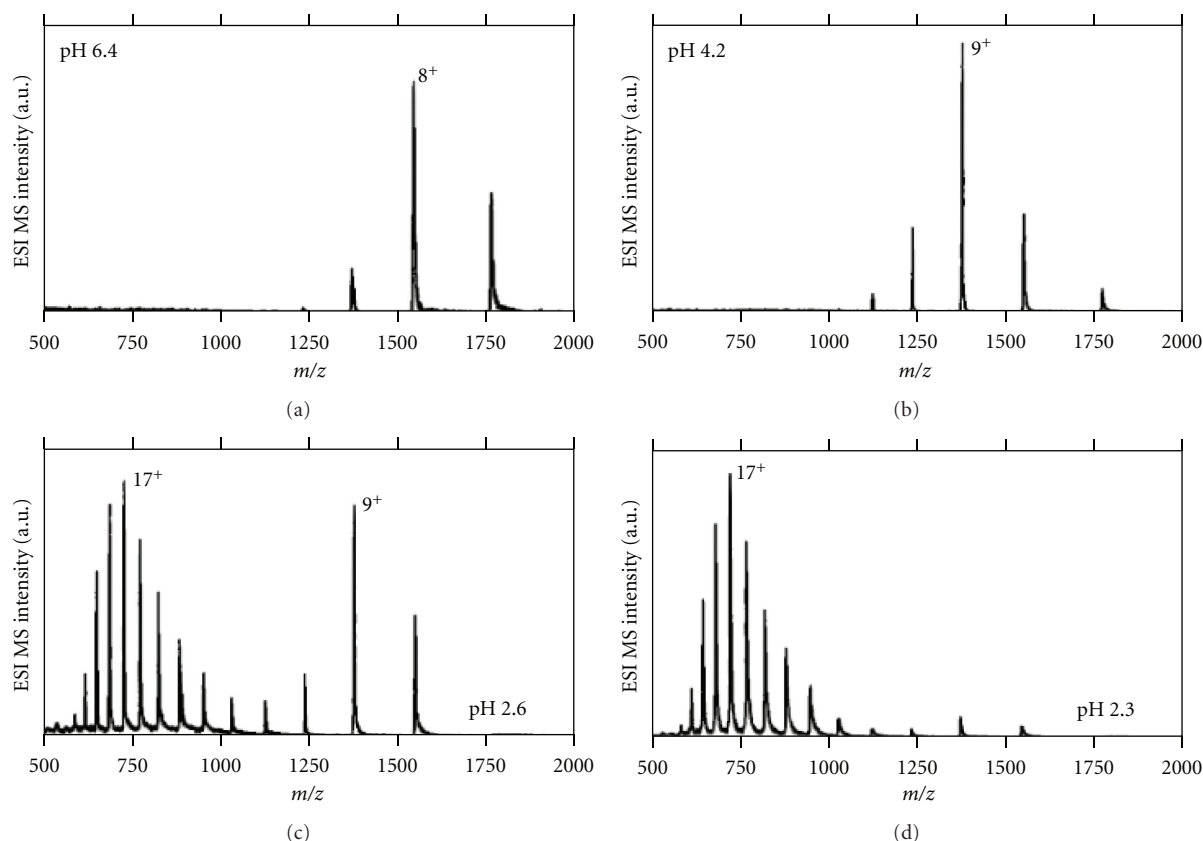 pH 6.4
8+
ESI MS intensity (a.u.)
500 750 1000 1250 1500 1750 2000
m/z
(a)
pH 4.2
9+
ESI MS intensity (a.u.)
500 750 1000 1250 1500 1750 2000
m/z
(b)
17+
9+
pH 2.6
ESI MS intensity (a.u.)
500 750 1000 1250 1500 1750 2000
m/z
(c)
17+
pH 2.3
ESI MS intensity (a.u.)
500 750 1000 1250 1500 1750 2000
m/z
(d)